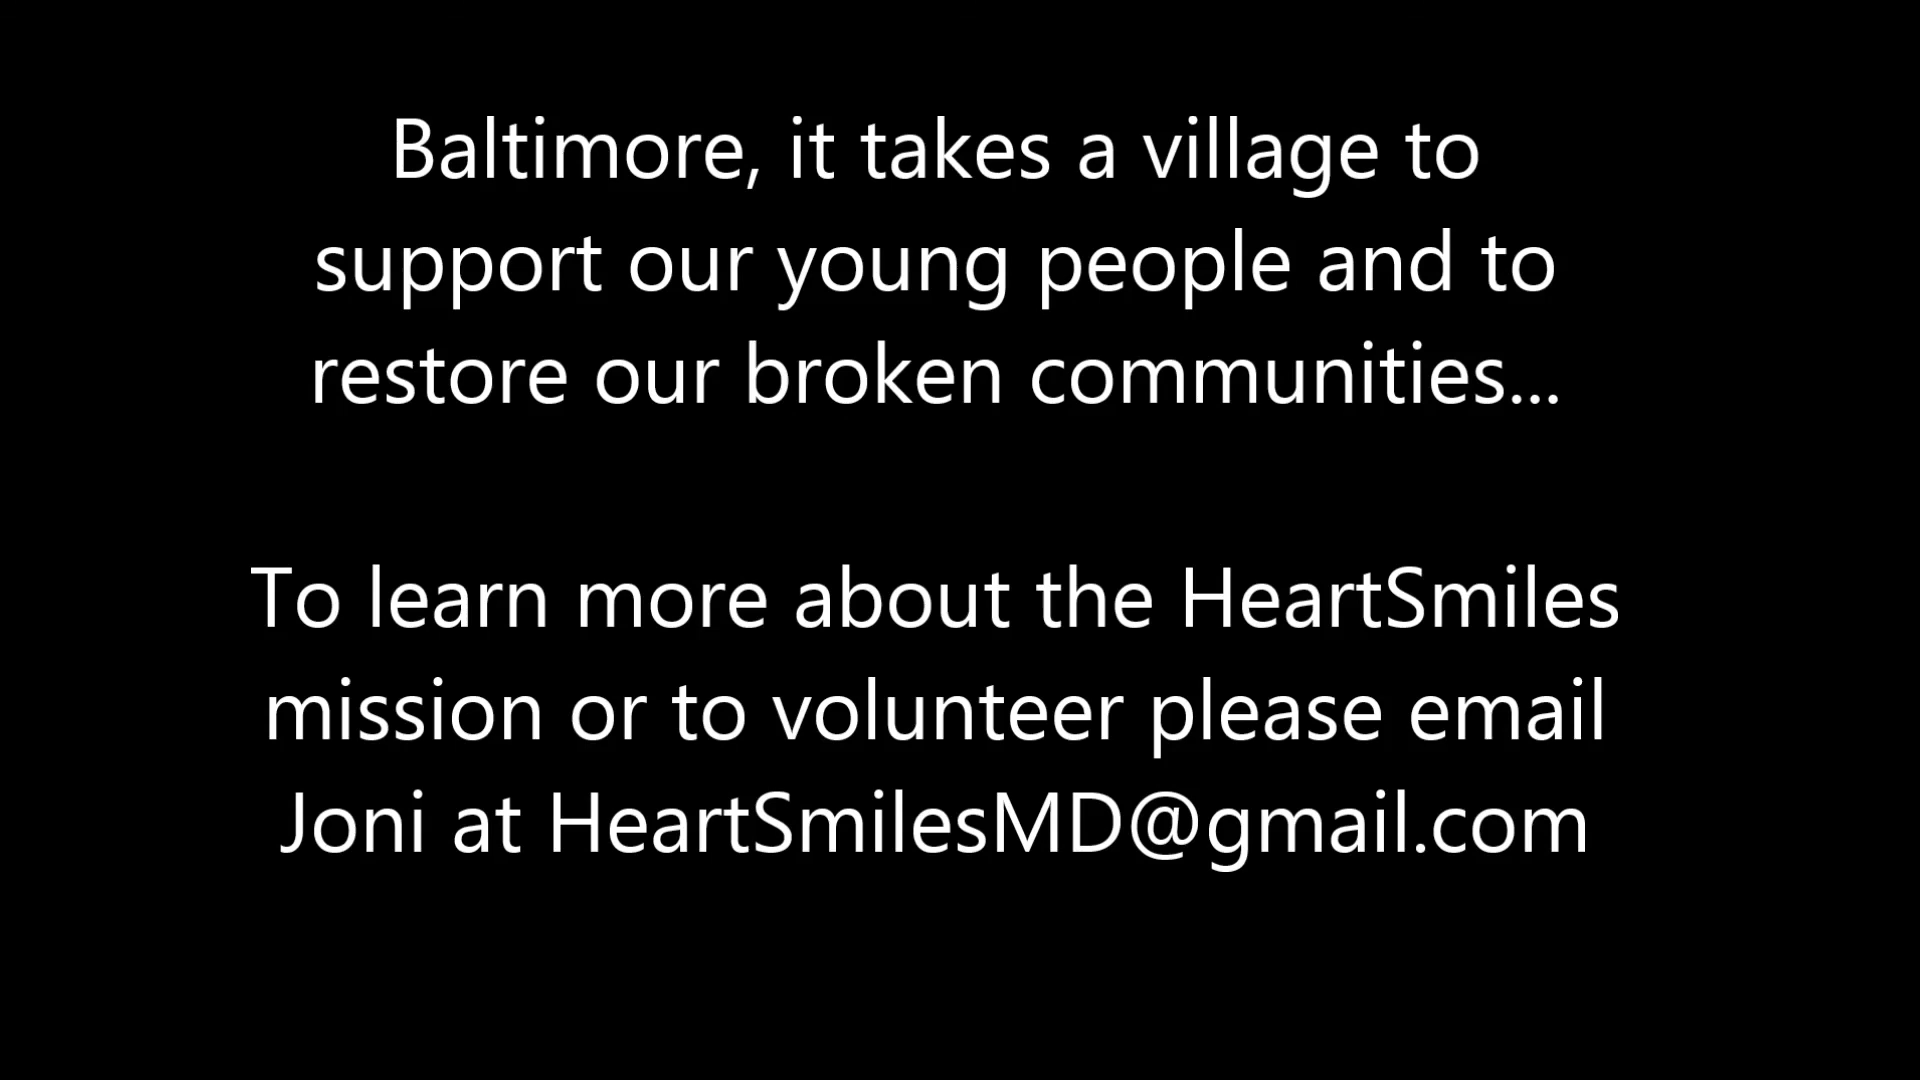 Baltimore, it takes a village to
support our young people and to
restore our broken communities...
To learn more about the HeartSmiles
mission or to volunteer please email
Joni at HeartSmilesMD@gmail.com